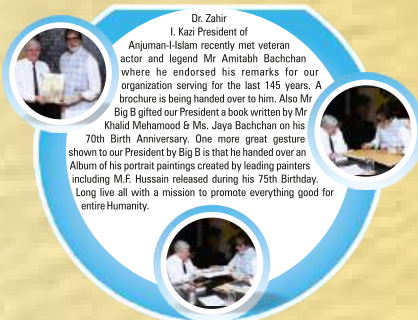 Dr. Zahir
I. Kazi President of
Anjuman-I-Islam recently met veteran
actor and legend Mr Amitabh Bachchan
where he endorsed his remarks for our
organization serving for the last 145 years. A
brochure is being handed over to him. Also Mr
Big B gifted our President a book written by Mr
Khalid Mehamood & Ms. Jaya Bachchan on his
70th Birth Anniversary. One more great gesture
shown to our President by Big B is that he handed over an
Album of his portrait paintings created by leading painters
including M.F. Hussain released during his 75th Birthday.
Long live all with a mission to promote everything good for
entire Humanity.